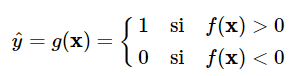 ŷ = g(x) = { 1 si f(x) > 0
0 si f(x) < 0